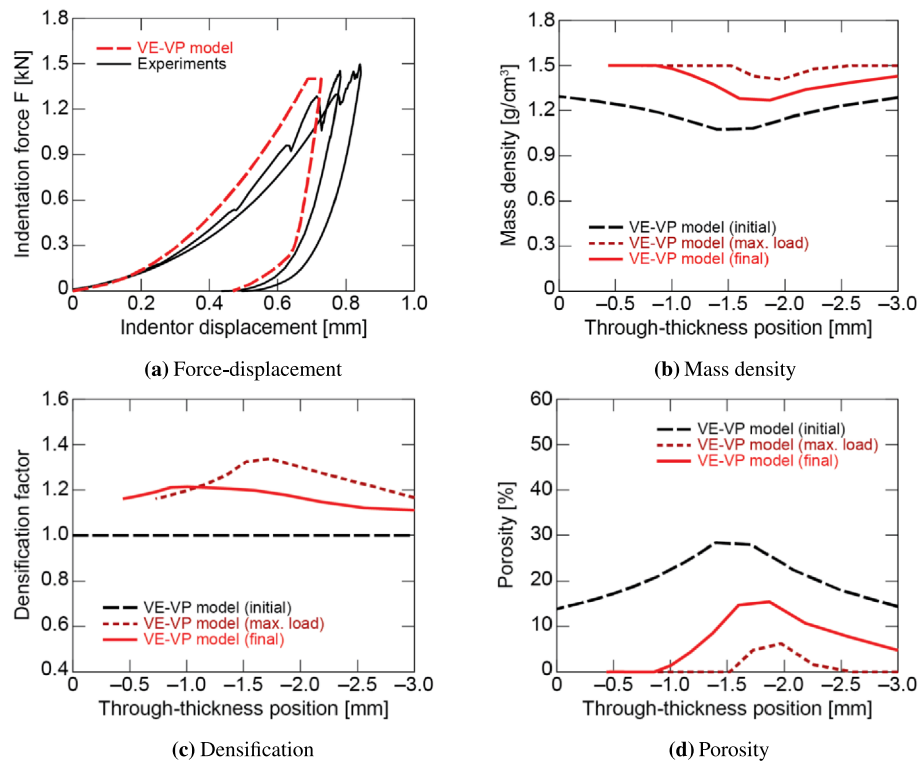 1.8
1.5
1.2
0.9
0.6
0.3
0
Indentation force F [kN]
VE-VP model
Experiments
0 0.2 0.4 0.6 0.8 1.0
Indentor displacement [mm]
(a) Force-displacement
1.8
1.5
1.2
0.9
0.6
0.3
Mass density [g/cm³]
VE-VP model (initial)
VE-VP model (max. load)
VE-VP model (final)
0 –0.5 –1.0 –1.5 –2.0 –2.5 –3.0
Through-thickness position [mm]
(b) Mass density
1.6
1.4
1.2
1.0
0.8
0.6
0.4
Densification factor
VE-VP model (initial)
VE-VP model (max. load)
VE-VP model (final)
0 –0.5 –1.0 –1.5 –2.0 –2.5 –3.0
Through-thickness position [mm]
(c) Densification
60
50
40
30
20
10
0
Porosity [%]
VE-VP model (initial)
VE-VP model (max. load)
VE-VP model (final)
0 –0.5 –1.0 –1.5 –2.0 –2.5 –3.0
Through-thickness position [mm]
(d) Porosity